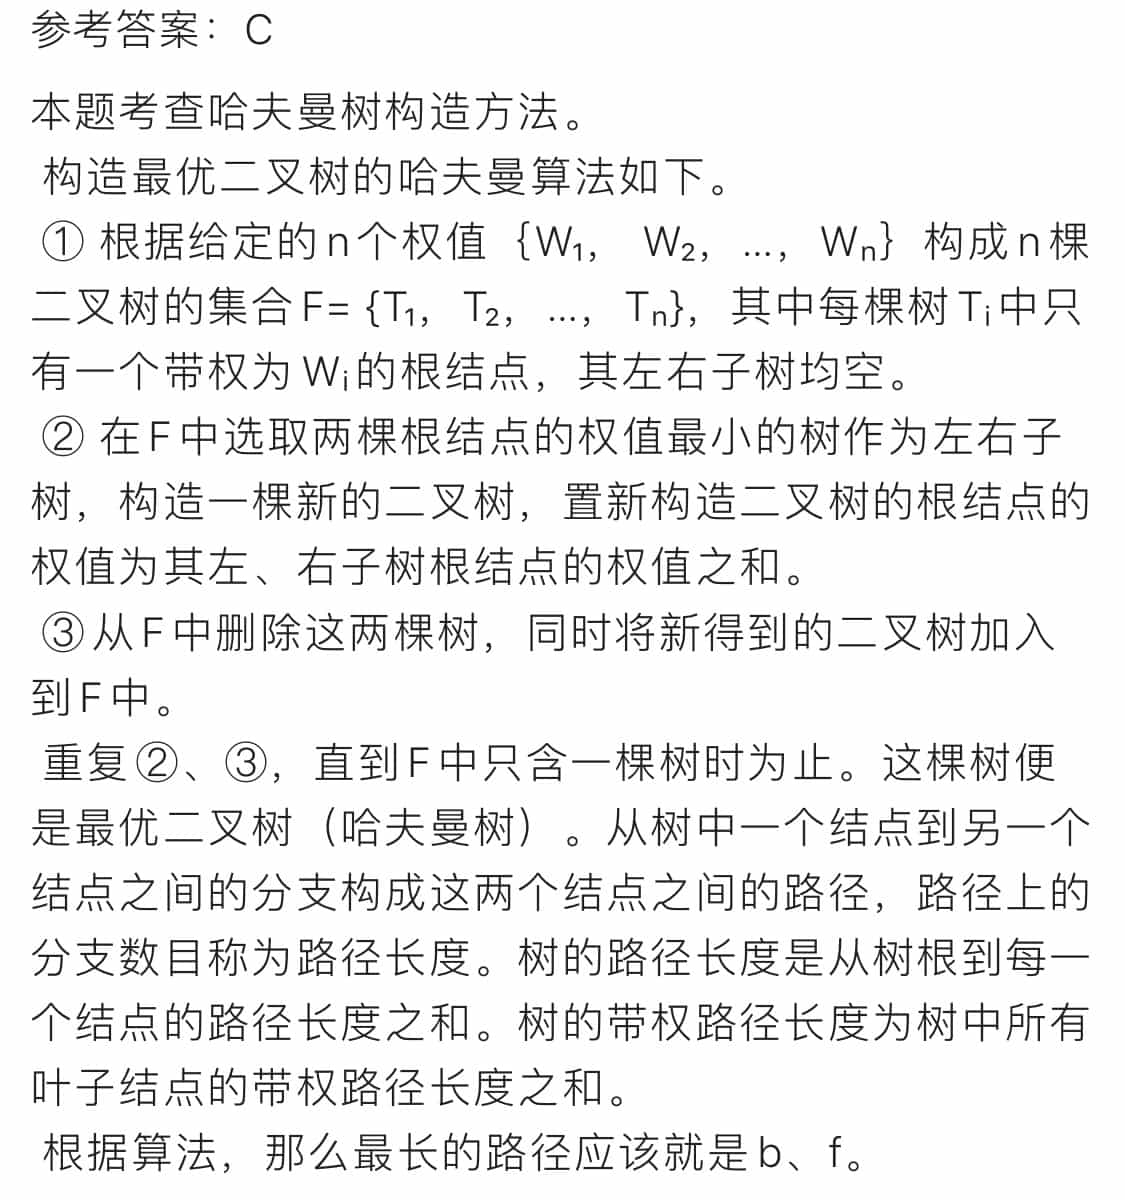 参考答案：C
本题考查哈夫曼树构造方法。
构造最优二叉树的哈夫曼算法如下。
① 根据给定的n个权值｛W₁， W₂， …， Wₙ｝构成n棵
二叉树的集合F= {T₁， T₂， …， Tₙ}，其中每棵树Tᵢ中只
有一个带权为Wᵢ的根结点，其左右子树均空。
② 在F中选取两棵根结点的权值最小的树作为左右子
树，构造一棵新的二叉树，置新构造二叉树的根结点的
权值为其左、右子树根结点的权值之和。
③从F中删除这两棵树，同时将新得到的二叉树加入
到F中。
重复②、③，直到F中只含一棵树时为止。这棵树便
是最优二叉树（哈夫曼树）。从树中一个结点到另一个
结点之间的分支构成这两个结点之间的路径，路径上的
分支数目称为路径长度。树的路径长度是从树根到每一
个结点的路径长度之和。树的带权路径长度为树中所有
叶子结点的带权路径长度之和。
根据算法，那么最长的路径应该就是b、f。